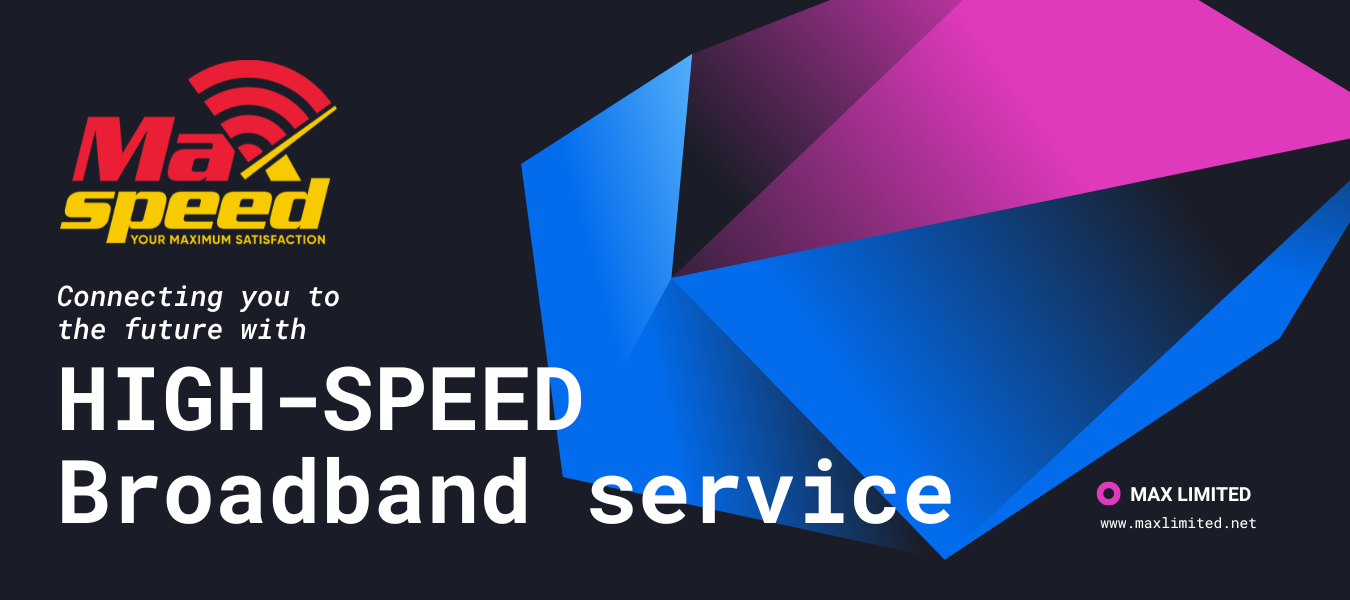 Max
speed
YOUR MAXIMUM SATISFACTION
Connecting you to
the future with
HIGH-SPEED
Broadband service
MAX LIMITED
www.maxlimited.net